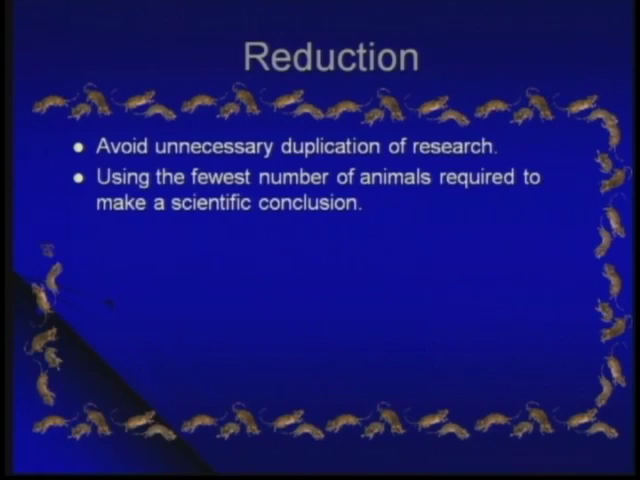 Reduction
Avoid unnecessary duplication of research.
Using the fewest number of animals required to
make a scientific conclusion.